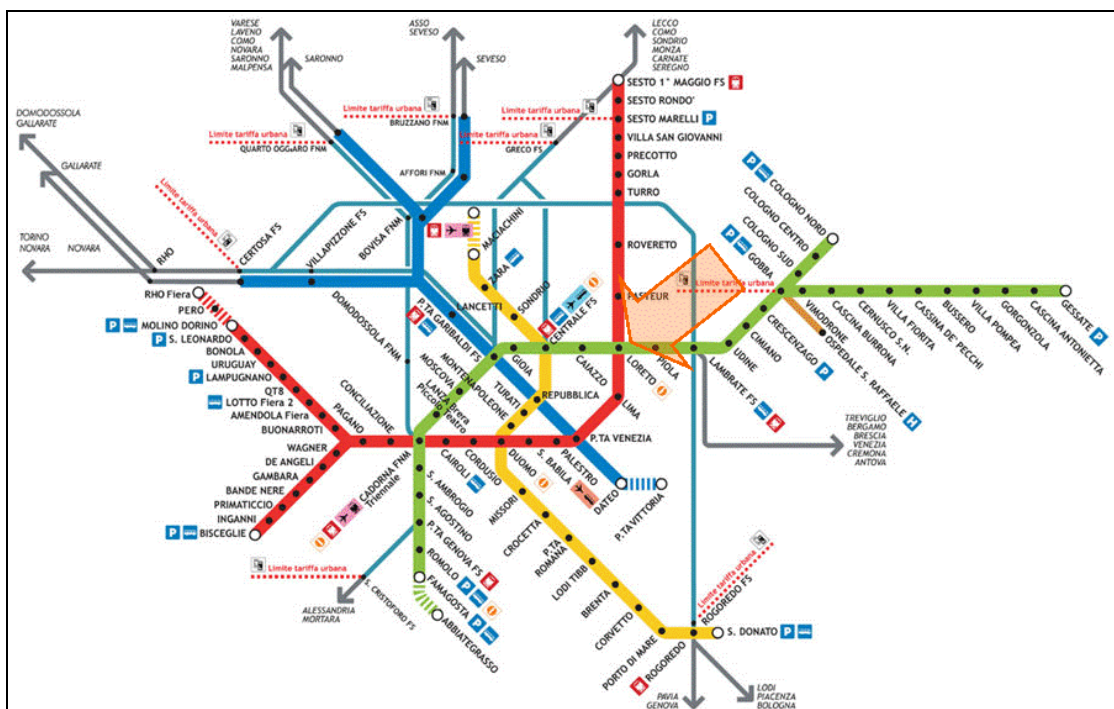 VARESE
LAVENO
COMO
NOVARA
SARONNO
MALPENSA
SARONNO
ASSO
SEVESO
SEVESO
LECCO
COMO
SONDRIO
MONZA
CARNATE
SEREGNO
DOMODOSSOLA
GALLARATE
GALLARATE
TORINO
NOVARA
NOVARA
RHO
Limite tariffa urbana
CERTOSA FS
VILLAPIZZONE FS
BOVISA FNM
Limite tariffa urbana
QUARTO OGGIARO FNM
Limite tariffa urbana
BRUZZANO FNM
AFFORI FNM
Limite tariffa urbana
GRECO FS
Limite tariffa urbana
SESTO 1° MAGGIO FS
SESTO RONDO'
SESTO MARELLI P
VILLA SAN GIOVANNI
PRECOTTO
GORLA
TURRO
ROVERETO
PASTEUR
LORETO
LIMA
P.TA VENEZIA
PALESTRO
S. BABILA
DUOMO
CORDUSIO
CAIROLI
CADORNA FNM
Triennale
CONCILIAZIONE
PAGANO
RHO Fiera
PERO
P MOLINO DORINO
P S. LEONARDO
BONOLA
URUGUAY
P LAMPUGNANO
QT8
LOTTO Fiera 2
AMENDOLA Fiera
BUONARROTI
WAGNER
DE ANGELI
GAMBARA
BANDE NERE
PRIMATICCIO
INGANNI
P BISCEGLIE
MACIACHINI
ZARA
SONDRIO
CENTRALE FS
REPUBBLICA
TURATI
MONTENAPOLEONE
MISSORI
CROCETTA
P.TA
ROMANA
LODI TIBB
BRENTA
CORVETTO
PORTO DI MARE
ROGOREDO
S. DONATO P
Limite tariffa urbana
ROGOREDO FS
DOMODOSSOLA FNM
LANCETTI
P.TA GARIBALDI FS
DATEO
P.TA VITTORIA
P COLOGNO NORD
COLOGNO CENTRO
COLOGNO SUD
P GOBBA
Limite tariffa urbana
VIMODRONE
CASCINA BURRONA
CERNUSCO S.N.
VILLA FIORITA
CASSINA DE PECCHI
BUSSERO
VILLA POMPEA
GORGONZOLA
CASCINA ANTONIETTA
GESSATE P
OSPEDALE S. RAFFAELE H
CRESCENZAGO P
CIMIANO
UDINE
LAMBRATE FS
PIOLA
CAIAZZO
GIOIA
MOSCOVA
LANZA Brera
Piccolo Teatro
S. AMBROGIO
S. AGOSTINO
P.TA GENOVA FS
ROMOLO P
FAMAGOSTA P
ABBIATEGRASSO
Limite tariffa urbana
S. CRISTOFORO FS
ALESSANDRIA
MORTARA
TREVIGLIO
BERGAMO
BRESCIA
VENEZIA
CREMONA
ANTOVA
PAVIA
GENOVA
LODI
PIACENZA
BOLOGNA